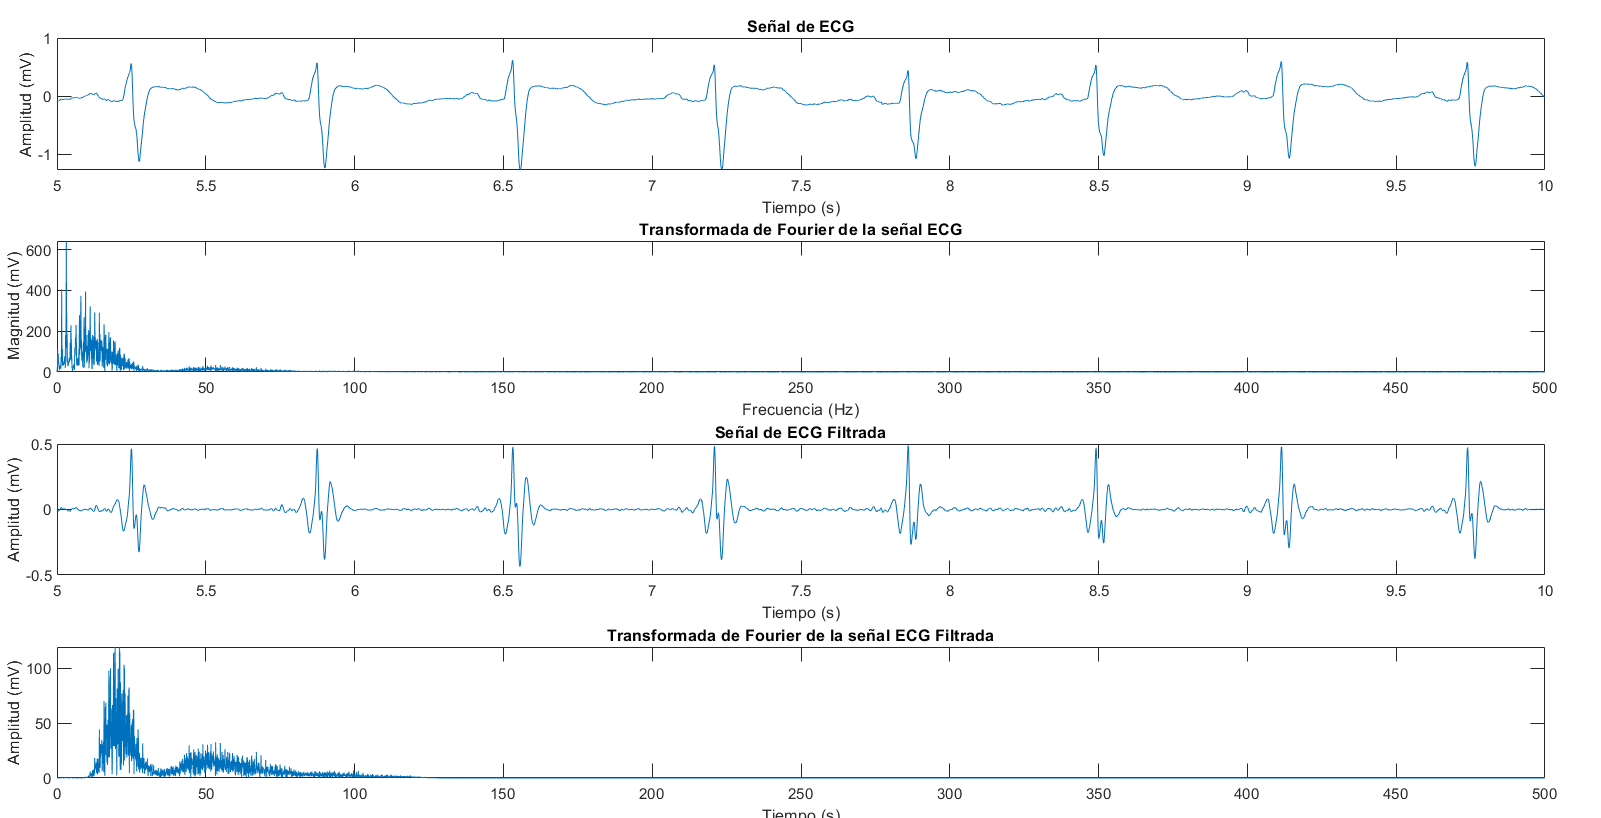 Señal de ECG
Amplitud (mV)
1
0
-1
5 5.5 6 6.5 7 7.5 8 8.5 9 9.5 10
Tiempo (s)
Transformada de Fourier de la señal ECG
Magnitud (mV)
600
400
200
0
0 50 100 150 200 250 300 350 400 450 500
Frecuencia (Hz)
Señal de ECG Filtrada
Amplitud (mV)
0.5
0
-0.5
5 5.5 6 6.5 7 7.5 8 8.5 9 9.5 10
Tiempo (s)
Transformada de Fourier de la señal ECG Filtrada
Amplitud (mV)
100
50
0
0 50 100 150 200 250 300 350 400 450 500
Tiempo (s)